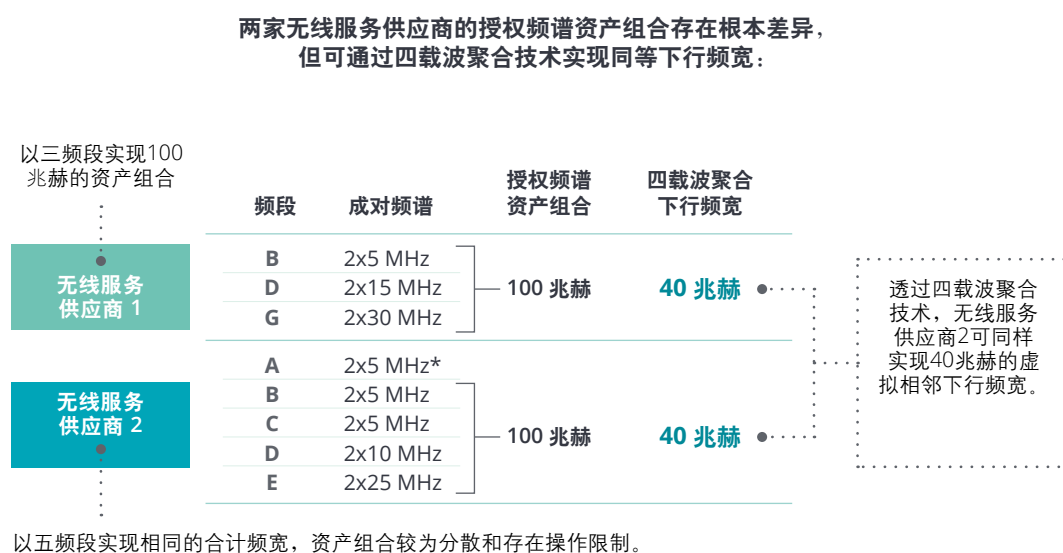 两家无线服务供应商的授权频谱资产组合存在根本差异，
但可通过四载波聚合技术实现同等下行频宽：
以三频段实现100
兆赫的资产组合
频段 成对频谱 授权频谱 资产组合 四载波聚合 下行频宽
无线服务
供应商 1
B 2x5 MHz
D 2x15 MHz 100 兆赫 40 兆赫
G 2x30 MHz
无线服务
供应商 2
A 2x5 MHz*
B 2x5 MHz
C 2x5 MHz
100 兆赫 40 兆赫
D 2x10 MHz
E 2x25 MHz
透过四载波聚合
技术，无线服务
供应商2可同样
实现40兆赫的虚
拟相邻下行频宽。
以五频段实现相同的合计频宽，资产组合较为分散和存在操作限制。